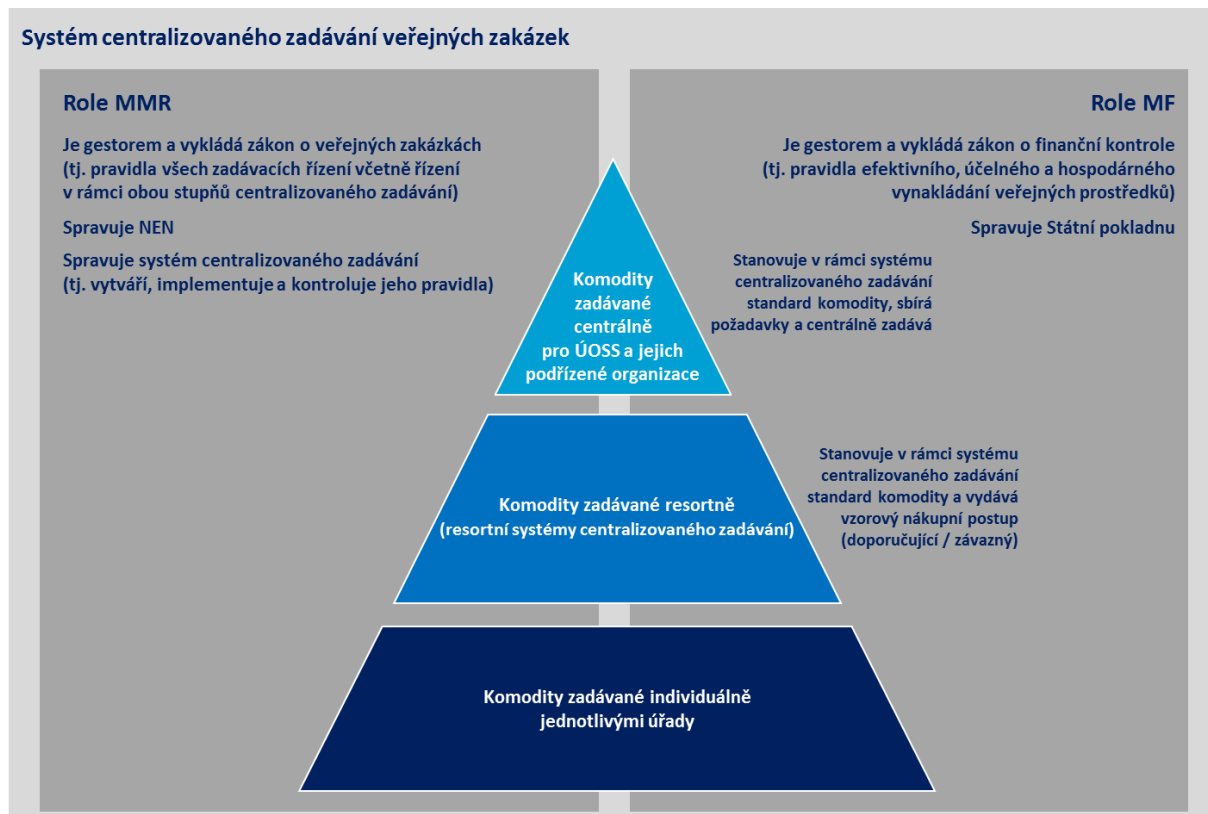 Systém centralizovaného zadávání veřejných zakázek
Role MMR
Je gestorem a vykládá zákon o veřejných zakázkách
(tj. pravidla všech zadávacích řízení včetně řízení
v rámci obou stupňů centralizovaného zadávání)
Spravuje NEN
Spravuje systém centralizovaného zadávání
(tj. vytváří, implementuje a kontroluje jeho pravidla)
Role MF
Je gestorem a vykládá zákon o finanční kontrole
(tj. pravidla efektivního, účelného a hospodárného
vynakládání veřejných prostředků)
Spravuje Státní pokladnu
Stanovuje v rámci systému
centralizovaného zadávání
standard komodity, sbírá
požadavky a centrálně zadává
Komodity
zadávané
centrálně
pro ÚOSS a jejich
podřízené organizace
Stanovuje v rámci systému
centralizovaného zadávání
standard komodity a vydává
vzorový nákupní postup
(doporučující / závazný)
Komodity zadávané resortně
(resortní systémy centralizovaného zadávání)
Komodity zadávané individuálně
jednotlivými úřady